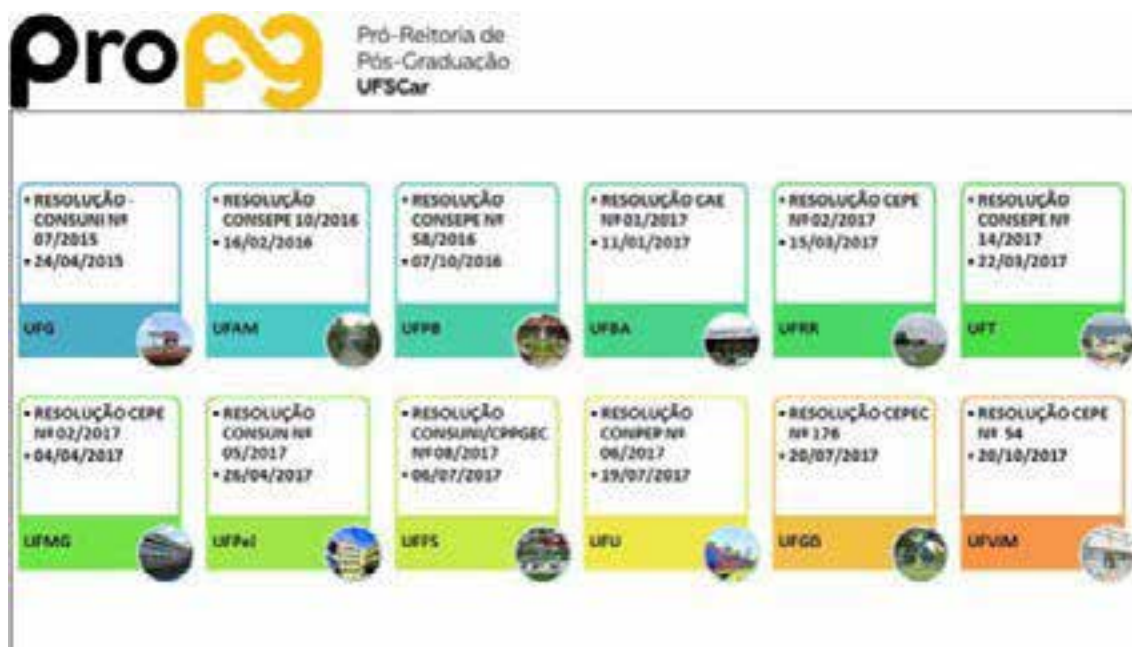 propg
Pró-Reitoria de
Pós-Graduação
UFSCar
• RESOLUÇÃO -
CONSUNI Nº
07/2015
• 24/04/2015
UFG
• RESOLUÇÃO
CONSEPE 10/2016
• 16/02/2016
UFAM
• RESOLUÇÃO
CONSEPE Nº
58/2016
• 07/10/2016
UFPB
• RESOLUÇÃO CAE
Nº 01/2017
• 11/01/2017
UFBA
• RESOLUÇÃO CEPE
Nº 02/2017
• 15/03/2017
UFRR
• RESOLUÇÃO
CONSEPE Nº
14/2017
• 22/03/2017
UFT
• RESOLUÇÃO CEPE
Nº 02/2017
• 04/04/2017
UFMG
• RESOLUÇÃO
CONSUN Nº
05/2017
• 26/04/2017
UFPel
• RESOLUÇÃO
CONSUNI/CPPGEC
Nº 08/2017
• 06/07/2017
UFFS
• RESOLUÇÃO
CONPEP Nº
06/2017
• 19/07/2017
UFU
• RESOLUÇÃO CEPEC
Nº 176
• 20/07/2017
UFGD
• RESOLUÇÃO CEPE
Nº 54
• 20/10/2017
UFVJM